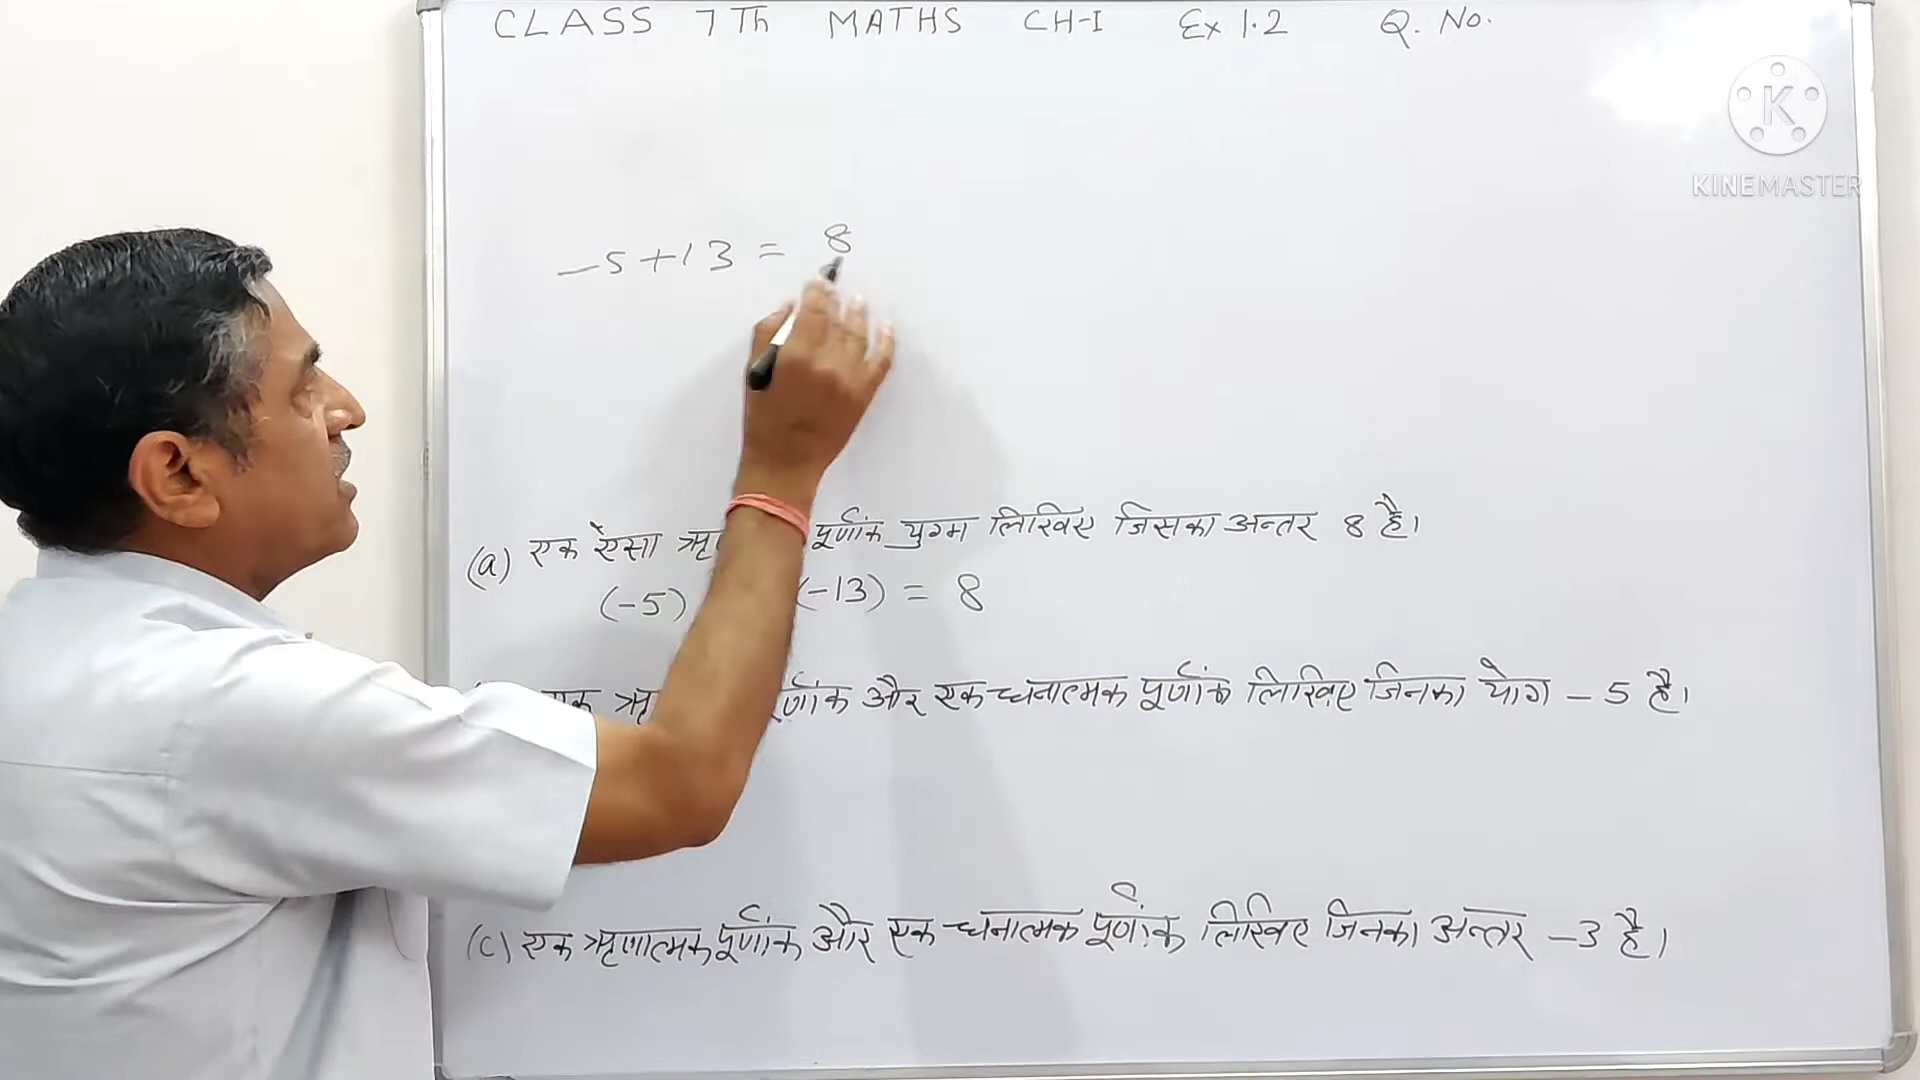 CLASS 7Th MATHS CH-I Ex 1.2 Q. No.
K
KINEMASTER
-5+13 = 8
(a) एक ऐसा पूर्णांक युग्म लिखिए जिसका अन्तर 8 है।
(-5) (-13) = 8
और एक धनात्मक पूर्णांक लिखिए जिनका योग -5 है।
(c) एक ऋणात्मक पूर्णांक और एक धनात्मक पूर्णांक लिखिए जिनका अन्तर -3 है।